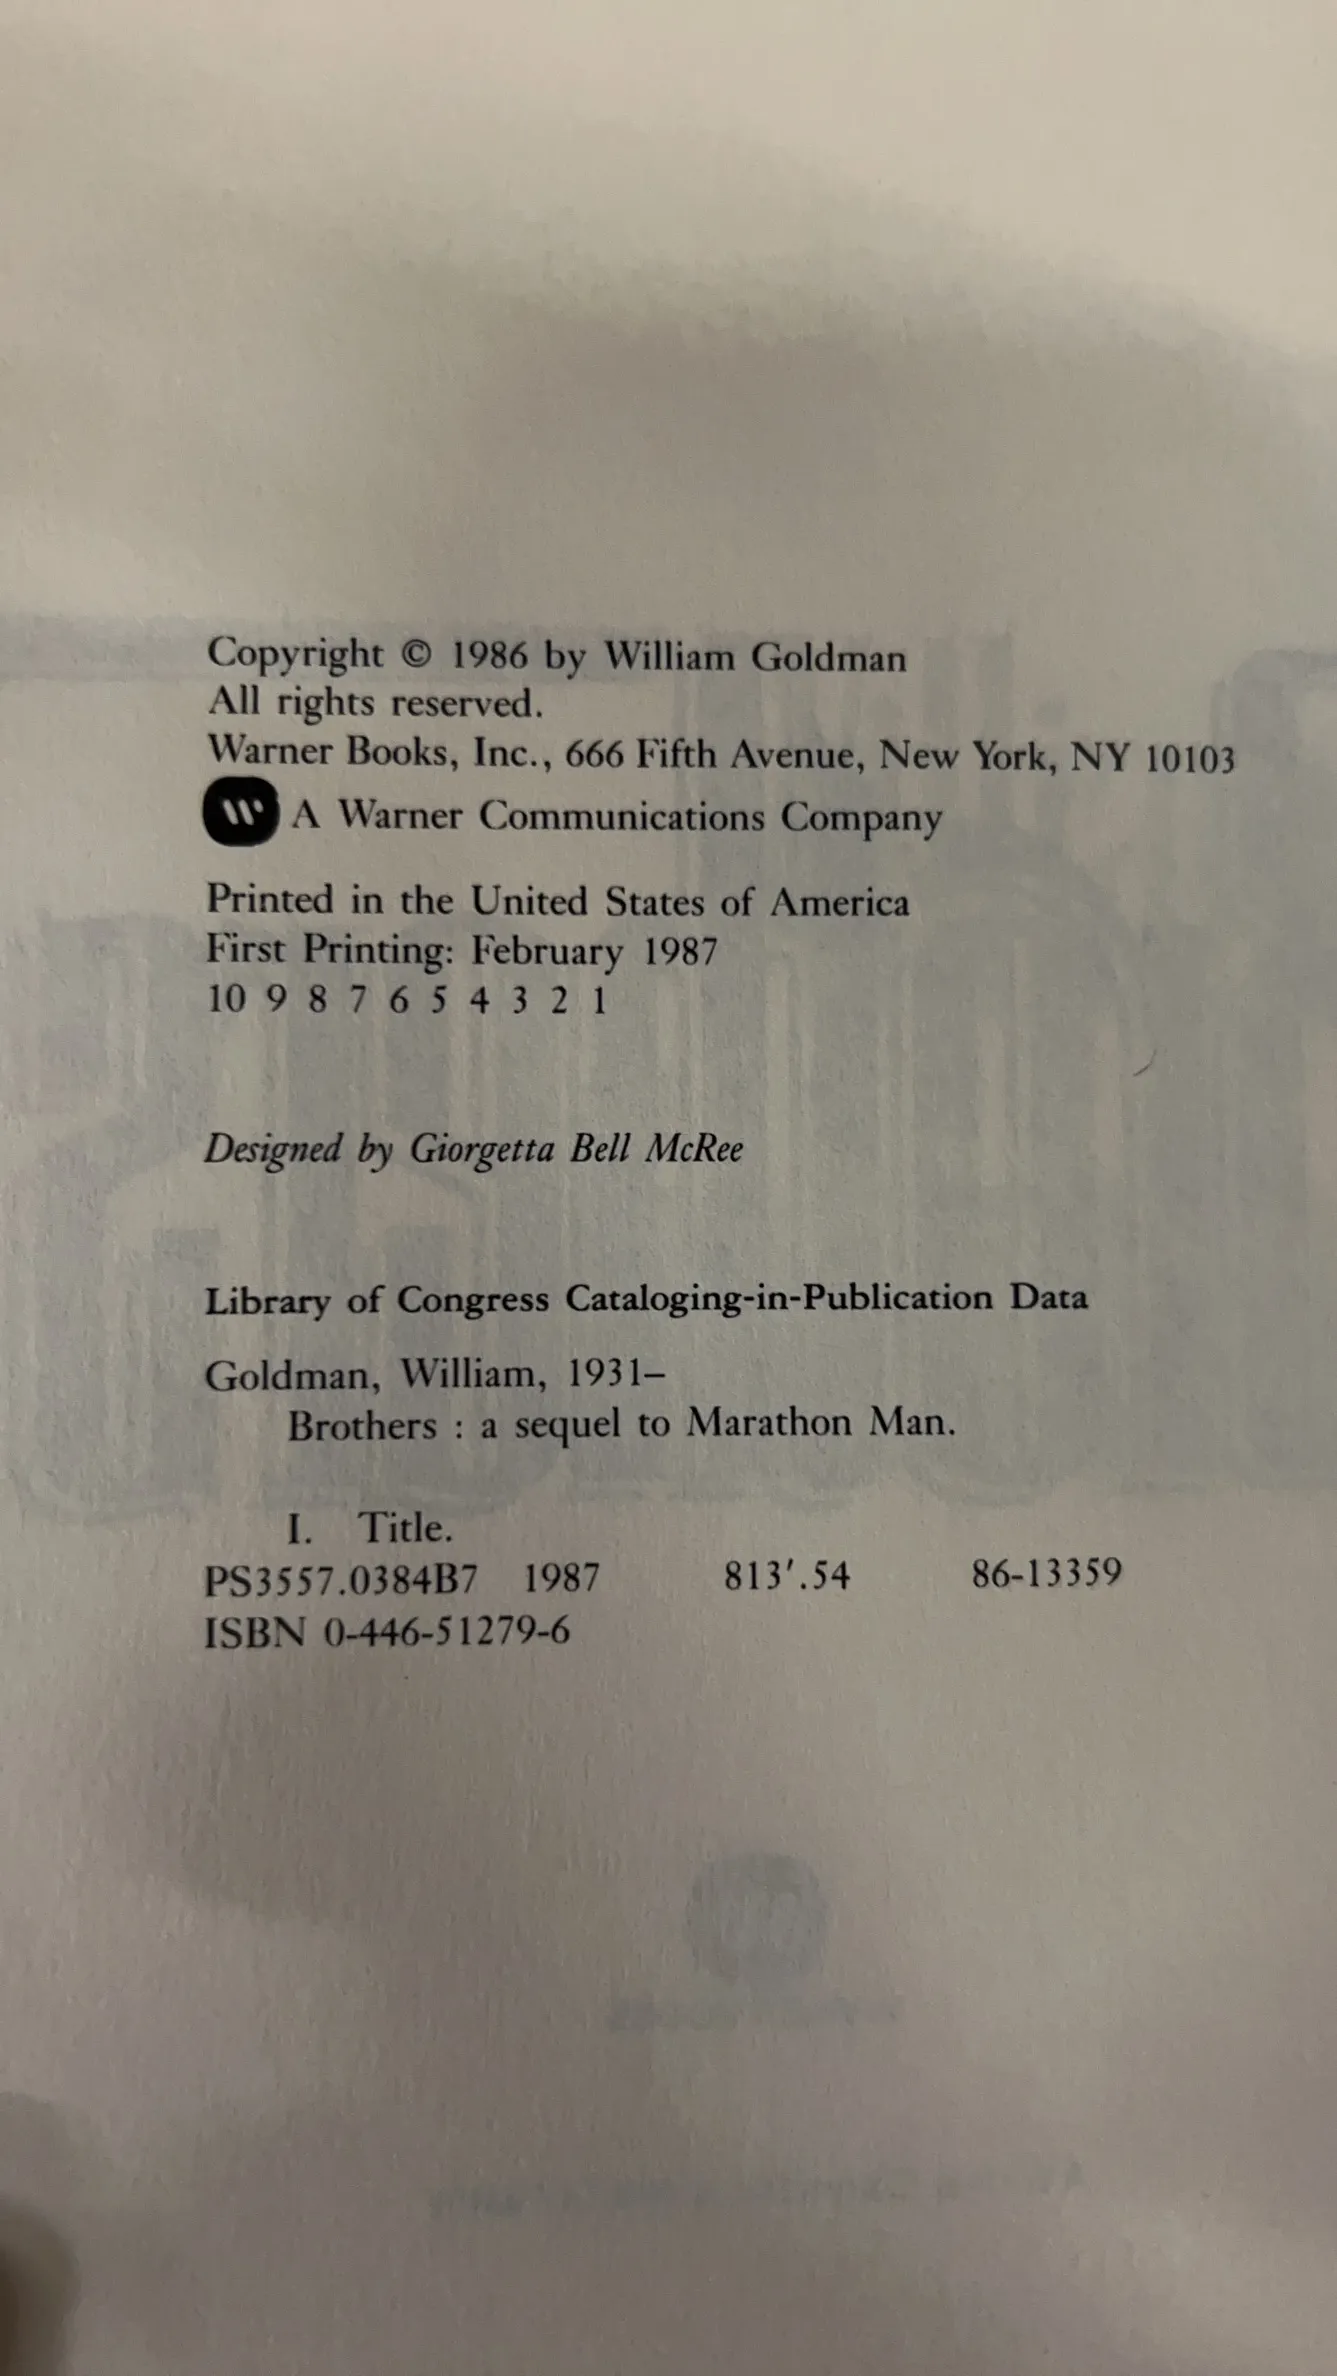 Copyright © 1986 by William Goldman
All rights reserved.
Warner Books, Inc., 666 Fifth Avenue, New York, NY 10103
W A Warner Communications Company
Printed in the United States of America
First Printing: February 1987
10 9 8 7 6 5 4 3 2 1
Designed by Giorgetta Bell McRee
Library of Congress Cataloging-in-Publication Data
Goldman, William, 1931–
Brothers : a sequel to Marathon Man.
I. Title.
PS3557.0384B7 1987 813′.54 86-13359
ISBN 0-446-51279-6